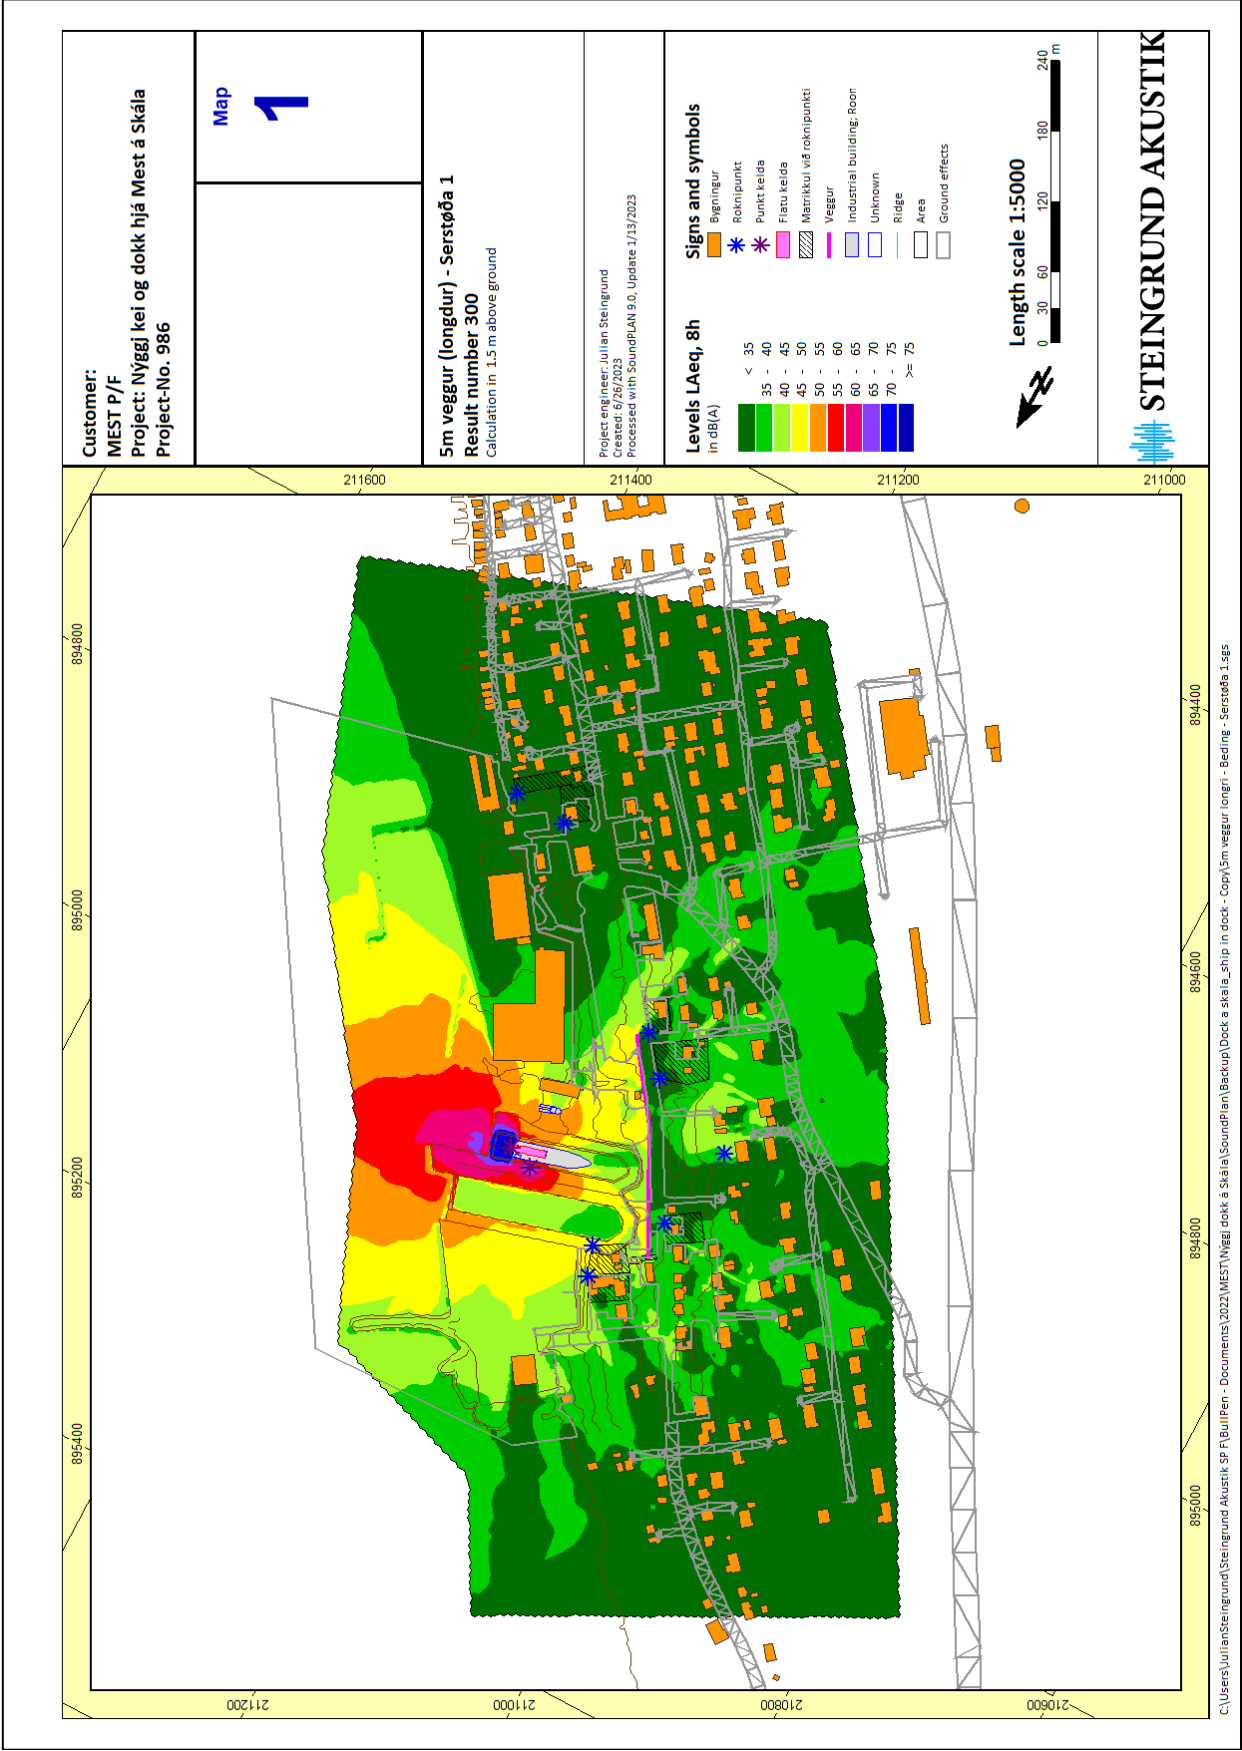 Customer:
MEST P/F
Project: Nýggj kei og dokk hjá Mest á Skála
Project-No. 986
Map
1
5m veggur (longdur) - Serstøða 1
Result number 300
Calculation in 1.5 m above ground
Project engineer: Julian Steingrund
Created: 6/26/2023
Processed with SoundPLAN 9.0, Update 1/13/2023
Levels LAeq, 8h
in dB(A)
< 35
35 - 40
40 - 45
45 - 50
50 - 55
55 - 60
60 - 65
65 - 70
70 - 75
>= 75
Signs and symbols
Bygningur
Roknipunkt
Punkt kelda
Flatu kelda
Matrikkul við roknipunkti
Veggur
Industrial building: Roor
Unknown
Ridge
Area
Ground effects
Length scale 1:5000
0 30 60 120 180 240
m
STEINGRUND AKUSTIK
211600
211400
211200
211000
894800
895000
895200
895400
894400
894600
894800
895000
211200
211000
210800
210600
C:\Users\JulianSteingrund\Steingrund Akustik SP F\BullPen - Documents\2022\MEST\Nýggj dokk á Skála\SoundPlan\Backup\Dock a skala_ship in dock - Copy\5m veggur longri - Beding - Serstøða 1.sgs